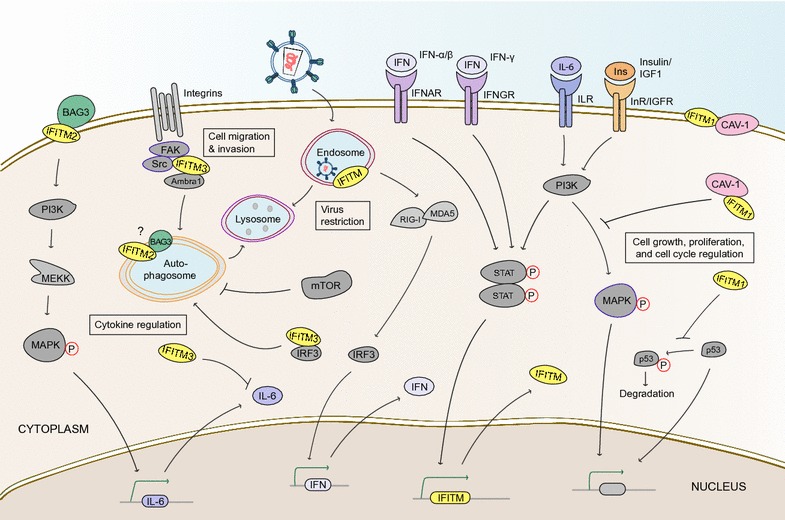 IFN
IFN-α/β
IFN
IFN-γ
IL-6
Ins
Insulin/
IGF1
IFNAR
IFNGR
ILR
InR/IGFR
BAG3
IFITM2
Integrins
FAK
Src
IFITM3
Ambra1
Cell migration
& invasion
Endosome
IFITM
IFITM1
CAV-1
PI3K
Lysosome
Virus
restriction
RIG-I
MDA5
PI3K
CAV-1
IFITM1
?
BAG3
IFITM2
Auto-
phagosome
Cell growth, proliferation,
and cell cycle regulation
MEKK
mTOR
STAT
P
STAT
P
MAPK
P
IFITM1
Cytokine regulation
MAPK
P
IFITM3
IFITM3
IRF3
IRF3
p53
P
p53
Degradation
IL-6
IFN
IFITM
CYTOPLASM
IL-6
IFN
IFITM
NUCLEUS